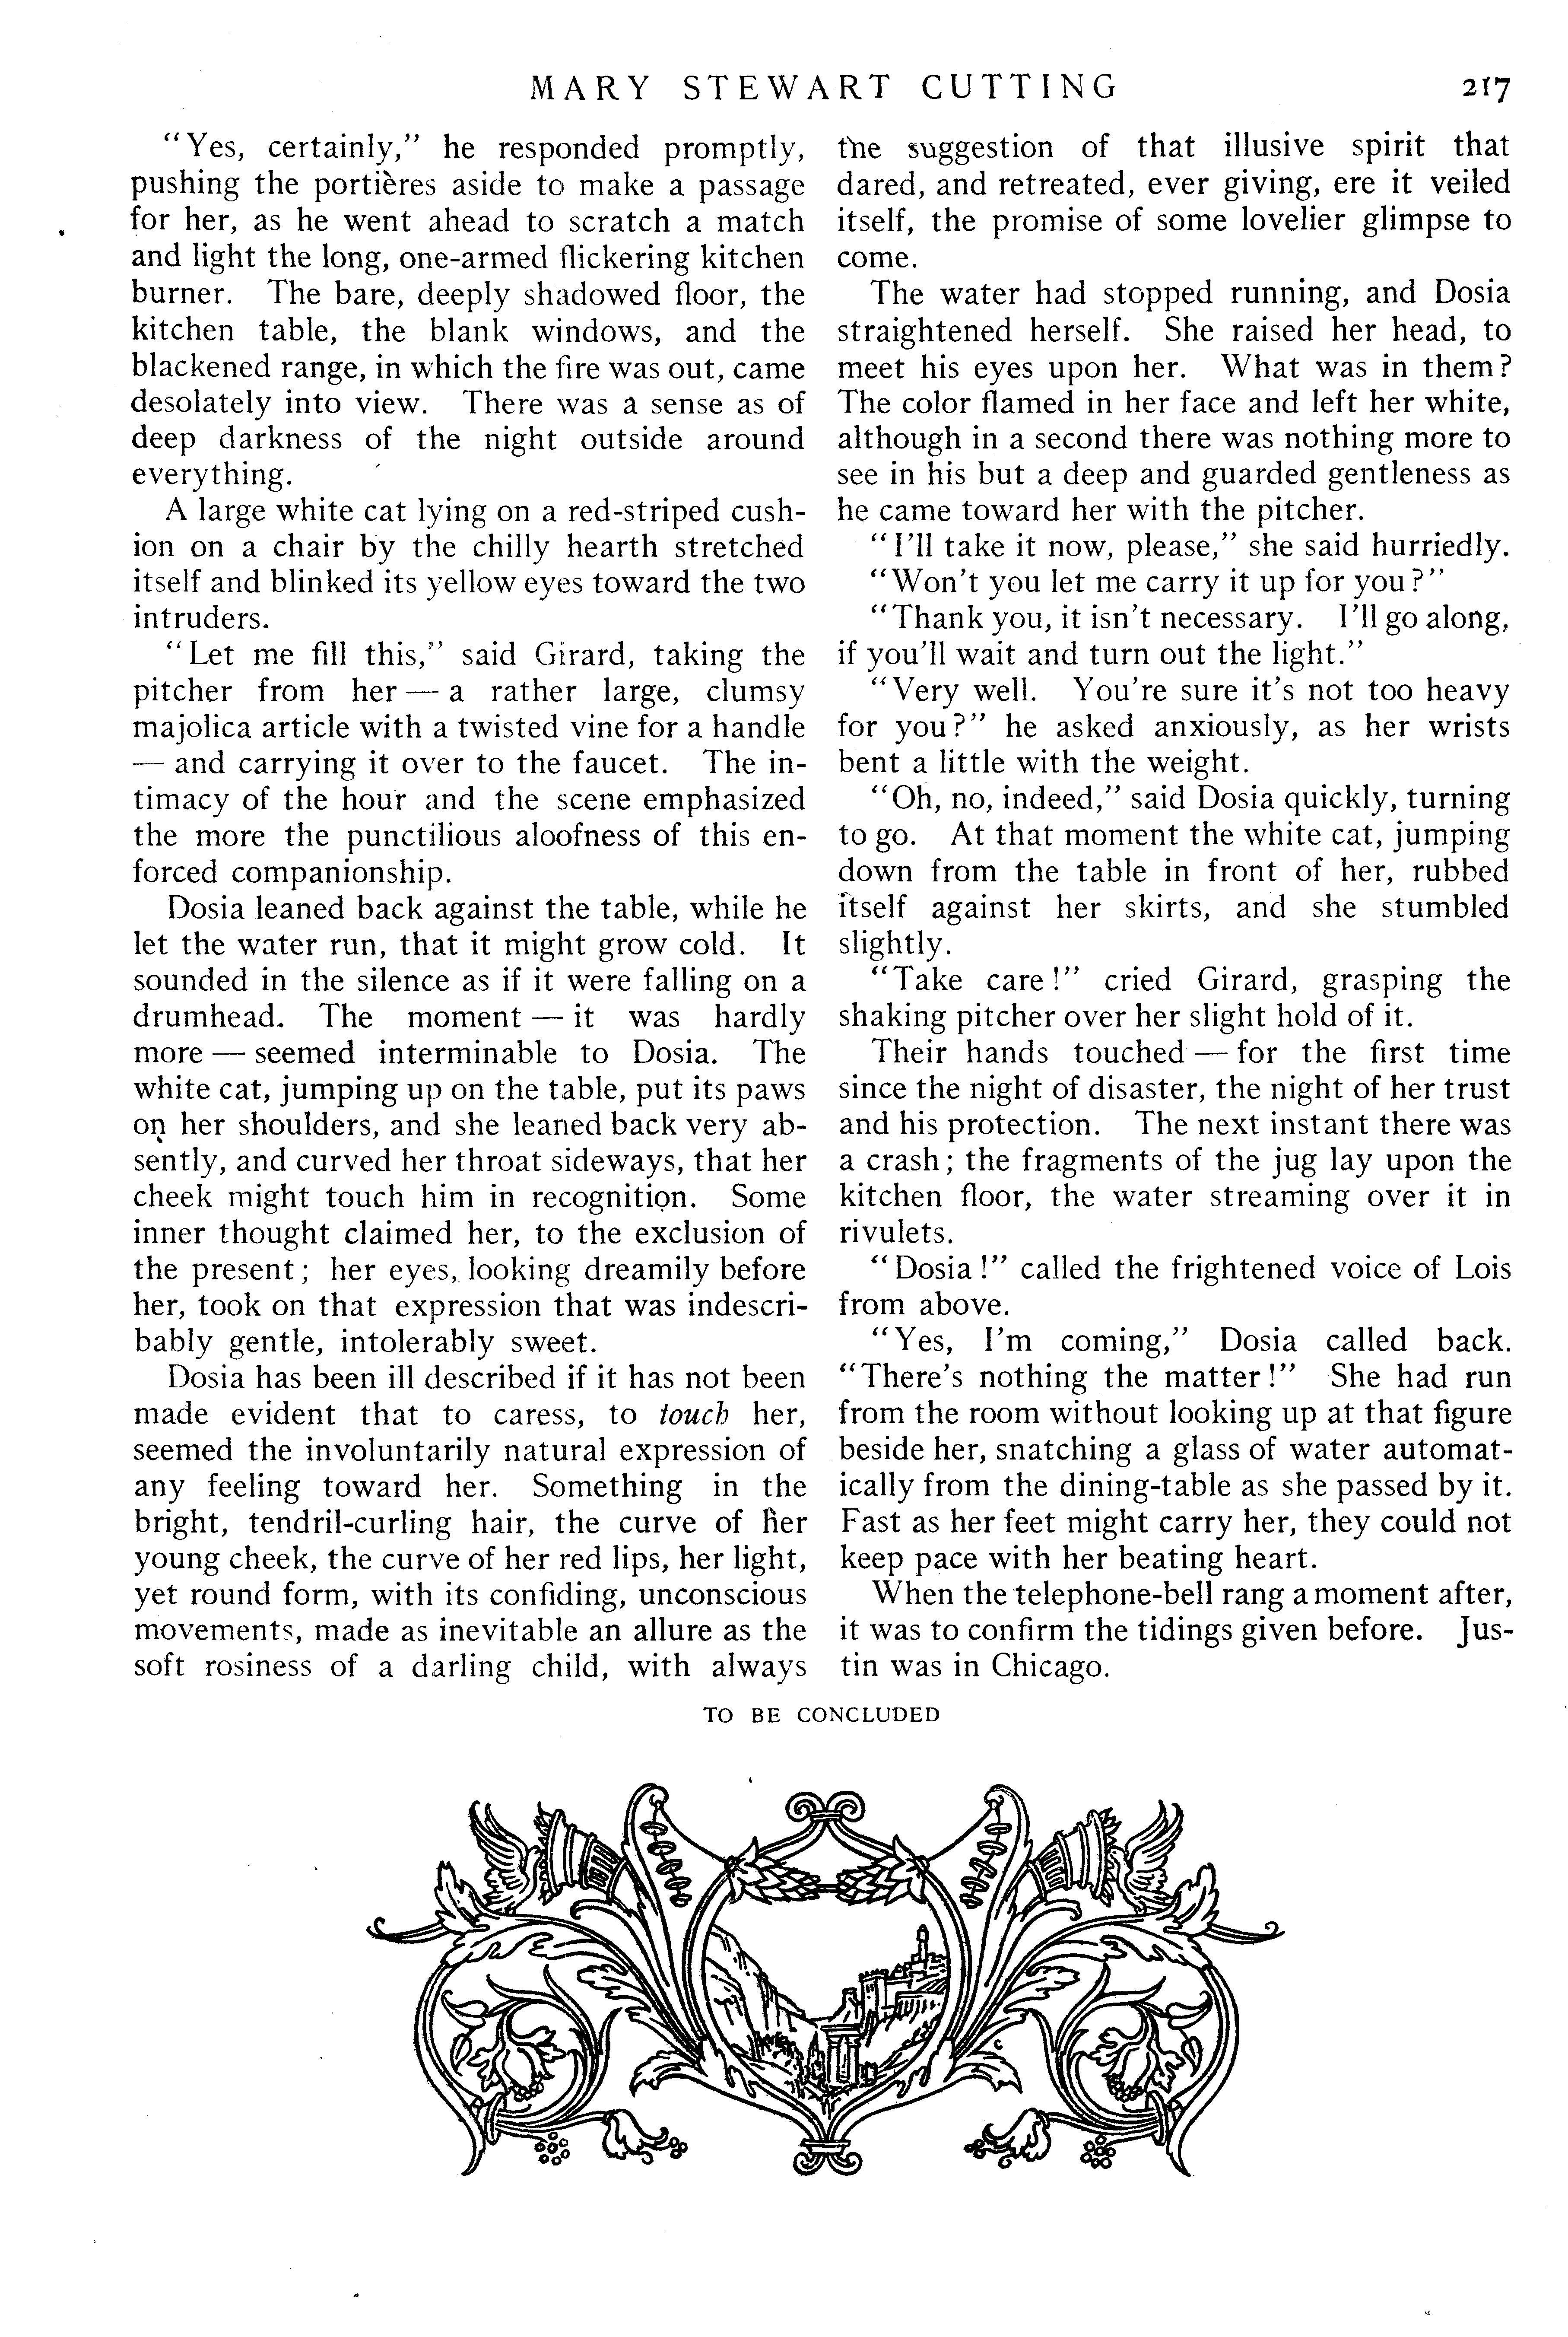 MARY STEWART CUTTING 217
"Yes, certainly," he responded promptly,
pushing the portières aside to make a passage
for her, as he went ahead to scratch a match
and light the long, one-armed flickering kitchen
burner. The bare, deeply shadowed floor, the
kitchen table, the blank windows, and the
blackened range, in which the fire was out, came
desolately into view. There was a sense as of
deep darkness of the night outside around
everything.
A large white cat lying on a red-striped cush-
ion on a chair by the chilly hearth stretched
itself and blinked its yellow eyes toward the two
intruders.
"Let me fill this," said Girard, taking the
pitcher from her — a rather large, clumsy
majolica article with a twisted vine for a handle
— and carrying it over to the faucet. The in-
timacy of the hour and the scene emphasized
the more the punctilious aloofness of this en-
forced companionship.
Dosia leaned back against the table, while he
let the water run, that it might grow cold. It
sounded in the silence as if it were falling on a
drumhead. The moment — it was hardly
more — seemed interminable to Dosia. The
white cat, jumping up on the table, put its paws
on her shoulders, and she leaned back very ab-
sently, and curved her throat sideways, that her
cheek might touch him in recognition. Some
inner thought claimed her, to the exclusion of
the present; her eyes, looking dreamily before
her, took on that expression that was indescri-
bably gentle, intolerably sweet.
Dosia has been ill described if it has not been
made evident that to caress, to touch her,
seemed the involuntarily natural expression of
any feeling toward her. Something in the
bright, tendril-curling hair, the curve of her
young cheek, the curve of her red lips, her light,
yet round form, with its confiding, unconscious
movements, made as inevitable an allure as the
soft rosiness of a darling child, with always
the suggestion of that illusive spirit that
dared, and retreated, ever giving, ere it veiled
itself, the promise of some lovelier glimpse to
come.
The water had stopped running, and Dosia
straightened herself. She raised her head, to
meet his eyes upon her. What was in them?
The color flamed in her face and left her white,
although in a second there was nothing more to
see in his but a deep and guarded gentleness as
he came toward her with the pitcher.
"I'll take it now, please," she said hurriedly.
"Won't you let me carry it up for you?"
"Thank you, it isn't necessary. I'll go along,
if you'll wait and turn out the light."
"Very well. You're sure it's not too heavy
for you?" he asked anxiously, as her wrists
bent a little with the weight.
"Oh, no, indeed," said Dosia quickly, turning
to go. At that moment the white cat, jumping
down from the table in front of her, rubbed
itself against her skirts, and she stumbled
slightly.
"Take care!" cried Girard, grasping the
shaking pitcher over her slight hold of it.
Their hands touched — for the first time
since the night of disaster, the night of her trust
and his protection. The next instant there was
a crash; the fragments of the jug lay upon the
kitchen floor, the water streaming over it in
rivulets.
"Dosia!" called the frightened voice of Lois
from above.
"Yes, I'm coming," Dosia called back.
"There's nothing the matter!" She had run
from the room without looking up at that figure
beside her, snatching a glass of water automat-
ically from the dining-table as she passed by it.
Fast as her feet might carry her, they could not
keep pace with her beating heart.
When the telephone-bell rang a moment after,
it was to confirm the tidings given before. Jus-
tin was in Chicago.
TO BE CONCLUDED